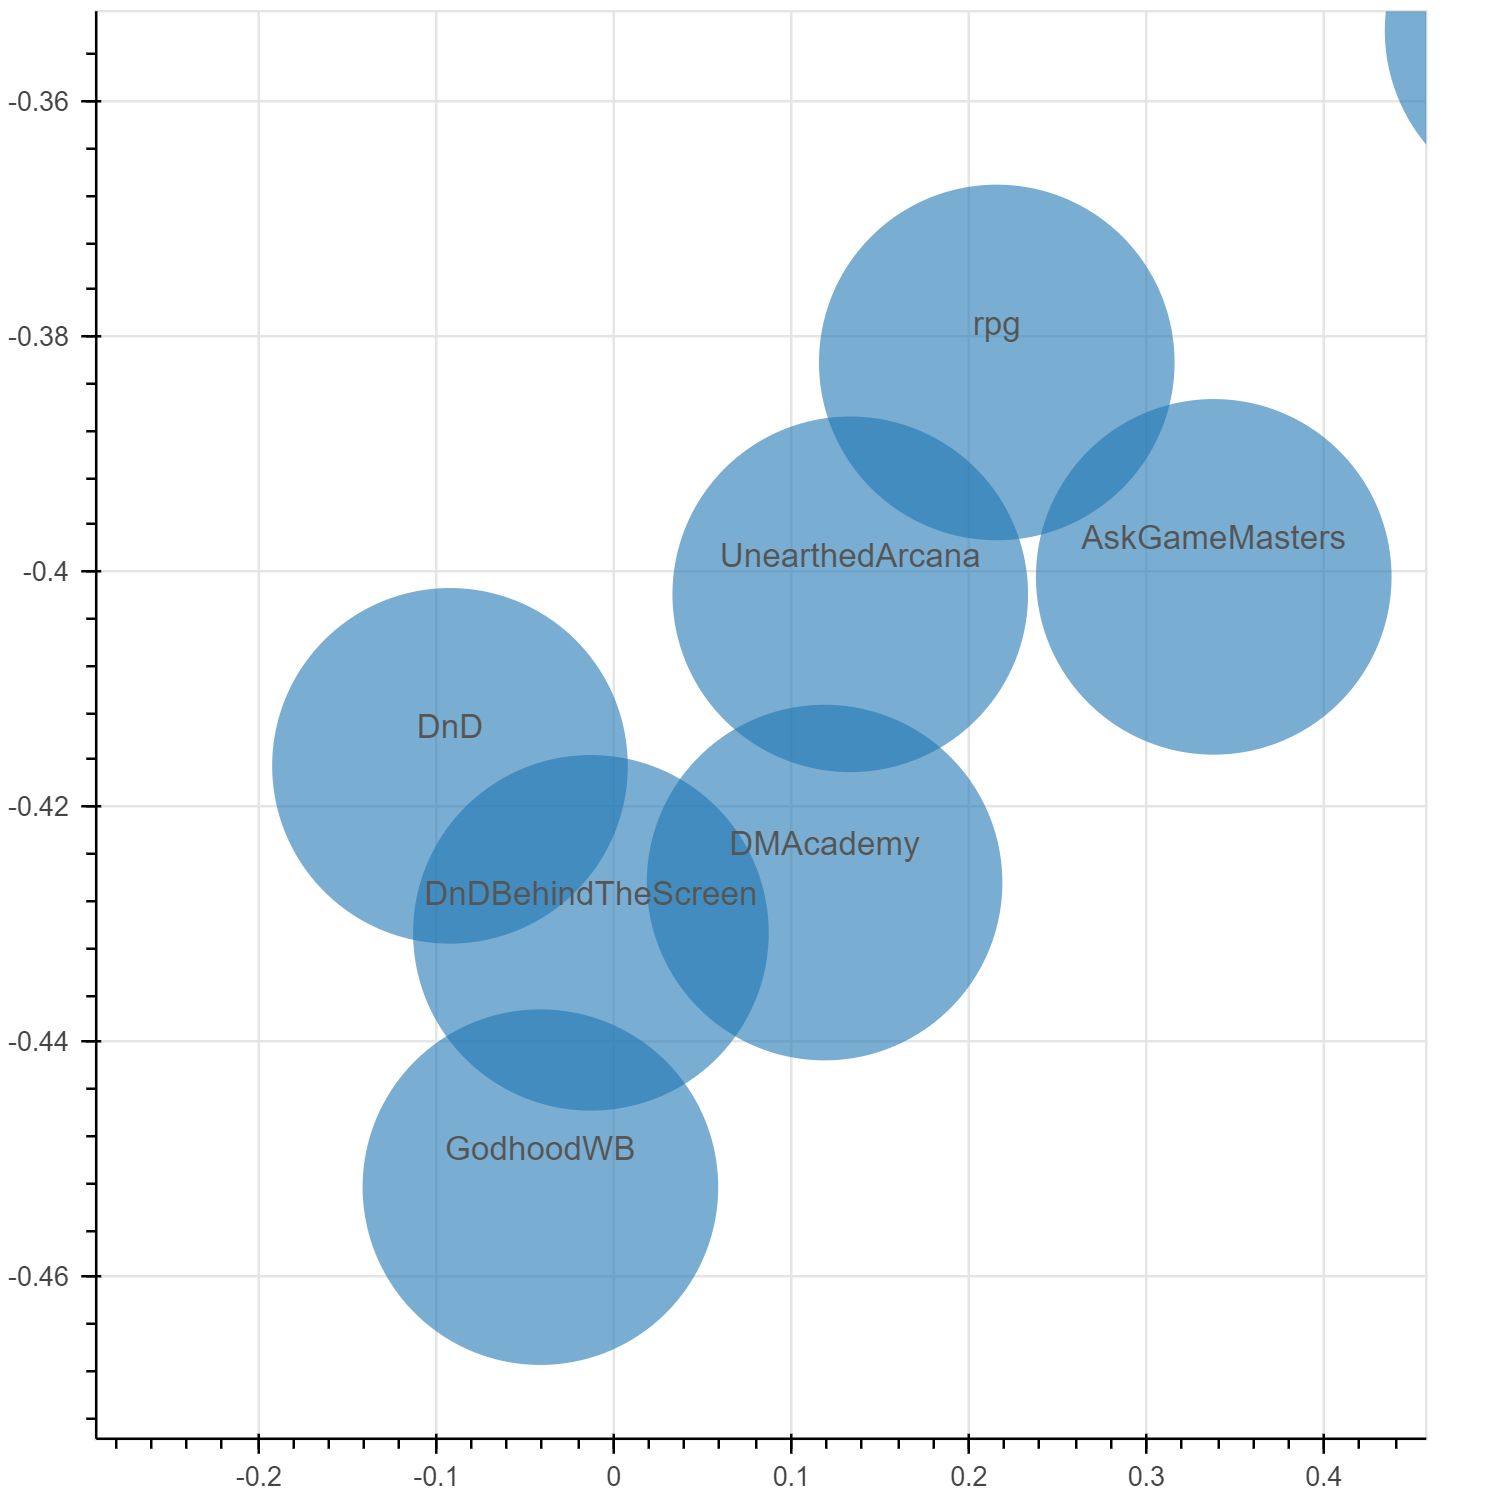 -0.36
rpg
-0.38
AskGameMasters
UnearthedArcana
-0.4
DnD
-0.42
DMAcademy
DnDBehindTheScreen
-0.44
GodhoodWB
-0.46
-0.2 -0.1 0 0.1 0.2 0.3 0.4